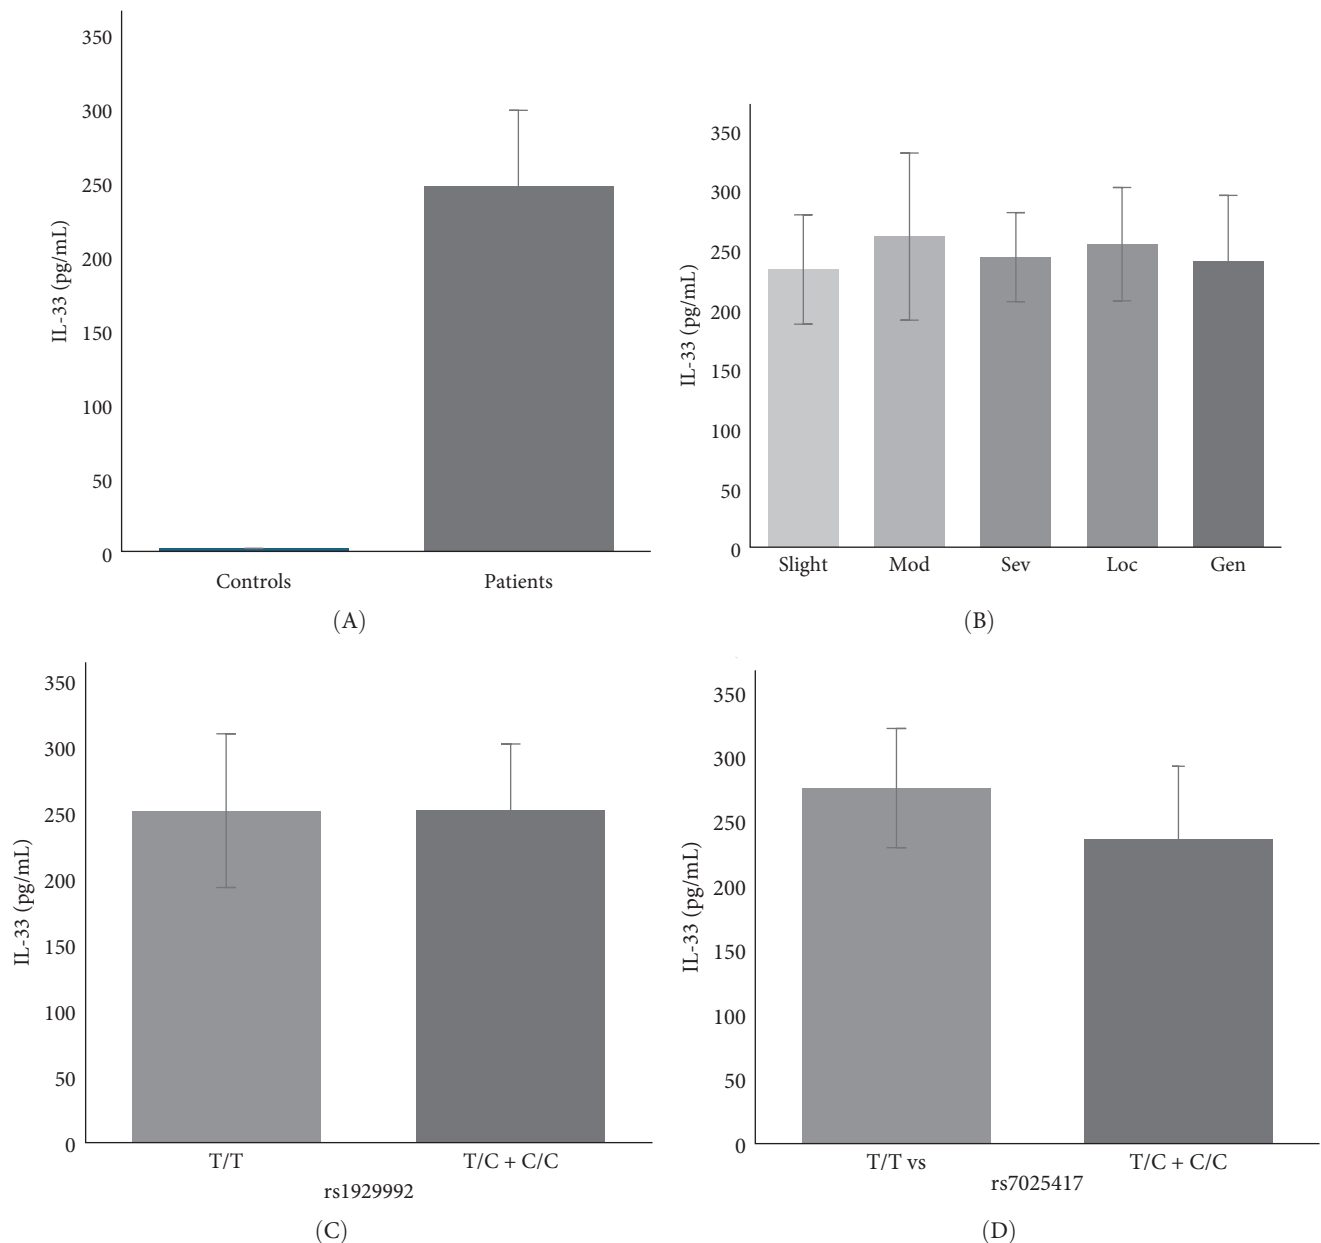 350
300
250
200
150
100
50
0
IL-33 (pg/mL)
Controls
Patients
(A)
350
300
250
200
150
100
50
0
IL-33 (pg/mL)
Slight
Mod
Sev
Loc
Gen
(B)
350
300
250
200
150
100
50
0
IL-33 (pg/mL)
T/T
T/C + C/C
rs1929992
(C)
350
300
250
200
150
100
50
0
IL-33 (pg/mL)
T/T vs
T/C + C/C
rs7025417
(D)